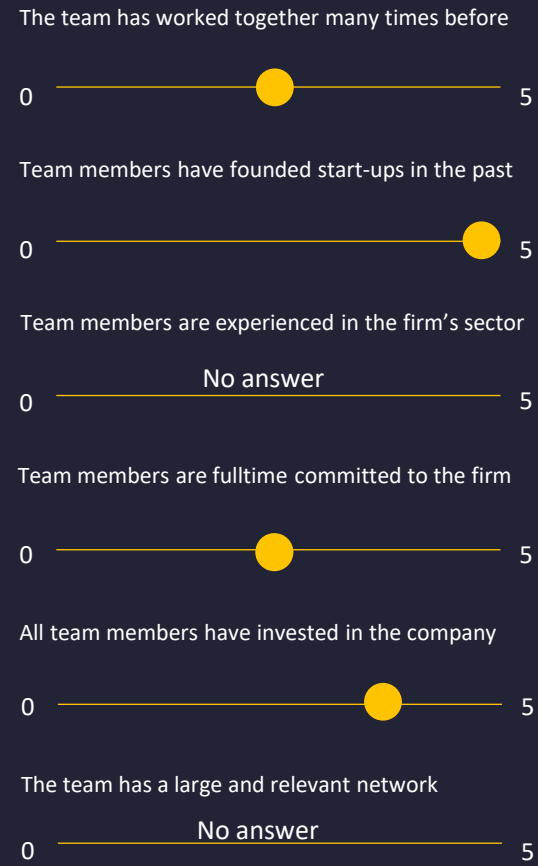 The team has worked together many times before
0 5
Team members have founded start-ups in the past
0 5
Team members are experienced in the firm’s sector
No answer
0 5
Team members are fulltime committed to the firm
0 5
All team members have invested in the company
0 5
The team has a large and relevant network
No answer
0 5